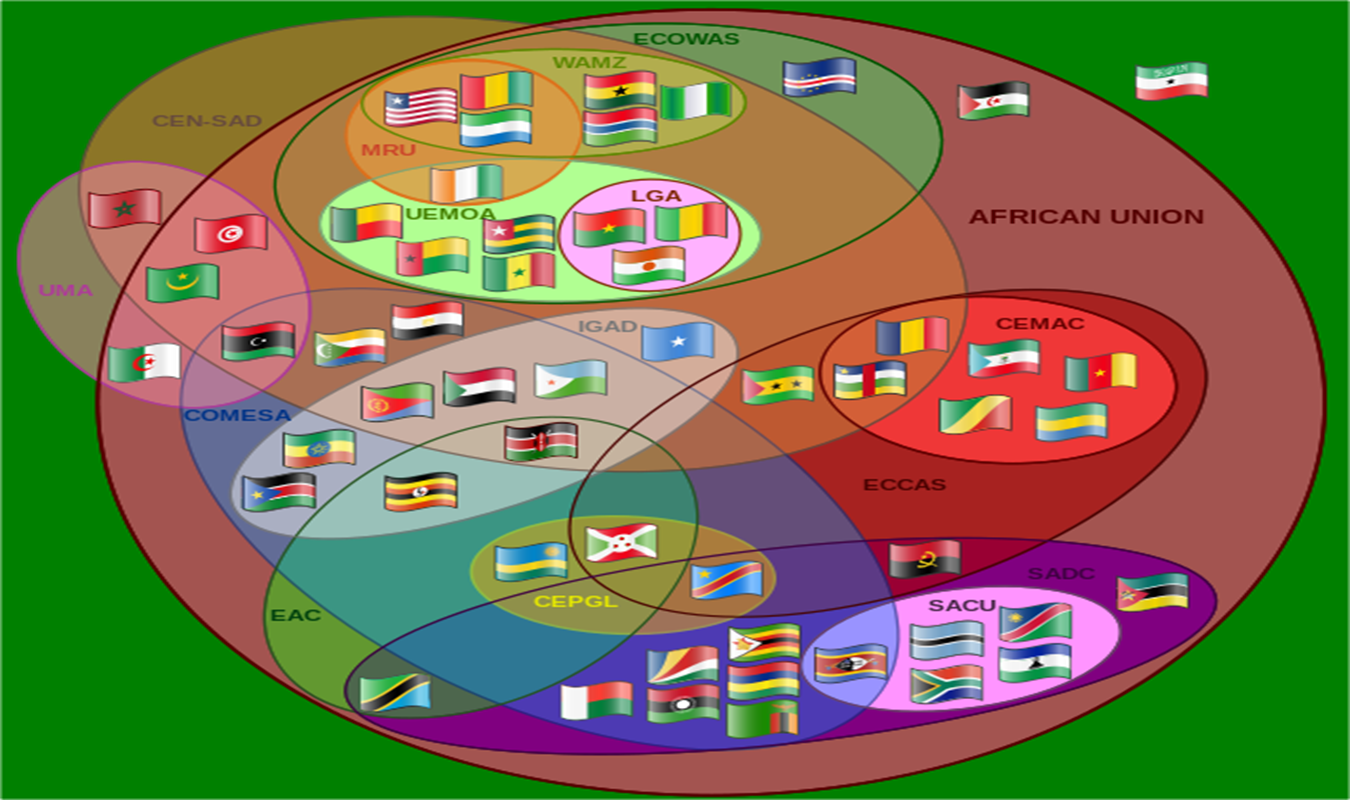 ECOWAS
WAMZ
CEN-SAD
MRU
LGA
UEMOA
AFRICAN UNION
UMA
IGAD
CEMAC
COMESA
ECCAS
SADC
CEPGL
SACU
EAC